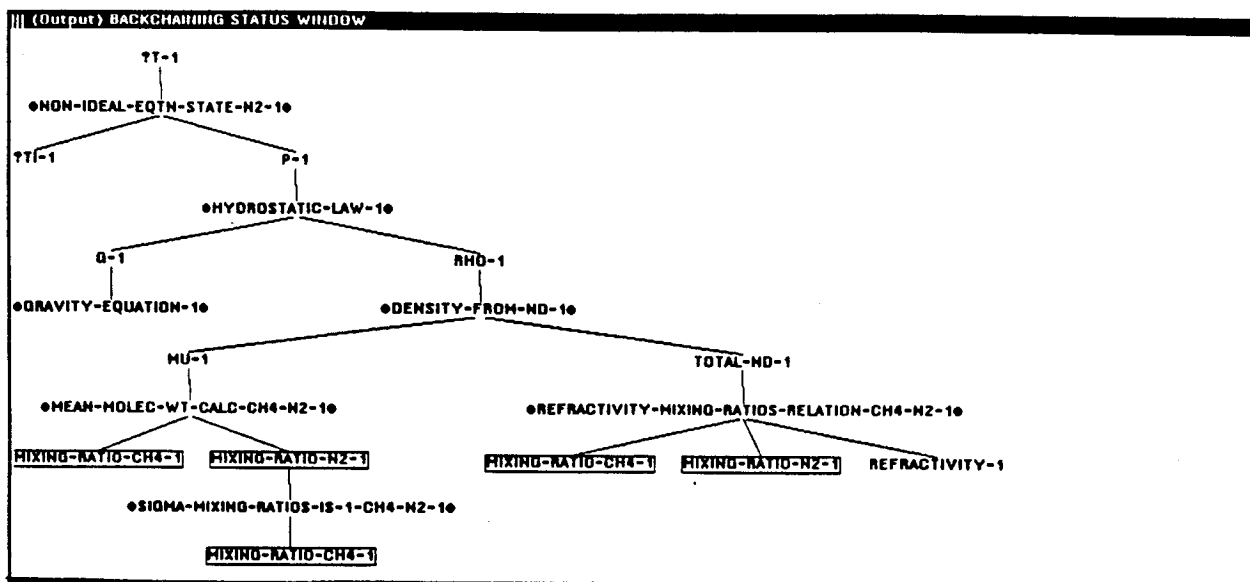 (Output) BACKCHAINING STATUS WINDOW
?T-1
●NON-IDEAL-EQTN-STATE-N2-1●
?TI-1 P-1
●HYDROSTATIC-LAW-1●
G-1 RHO-1
●GRAVITY-EQUATION-1● ●DENSITY-FROM-ND-1●
MU-1 TOTAL-ND-1
●MEAN-MOLEC-WT-CALC-CH4-N2-1● ●REFRACTIVITY-MIXING-RATIOS-RELATION-CH4-N2-1●
MIXING-RATIO-CH4-1 MIXING-RATIO-N2-1 MIXING-RATIO-CH4-1 MIXING-RATIO-N2-1 REFRACTIVITY-1
●SIGMA-MIXING-RATIOS-IS-1-CH4-N2-1●
MIXING-RATIO-CH4-1